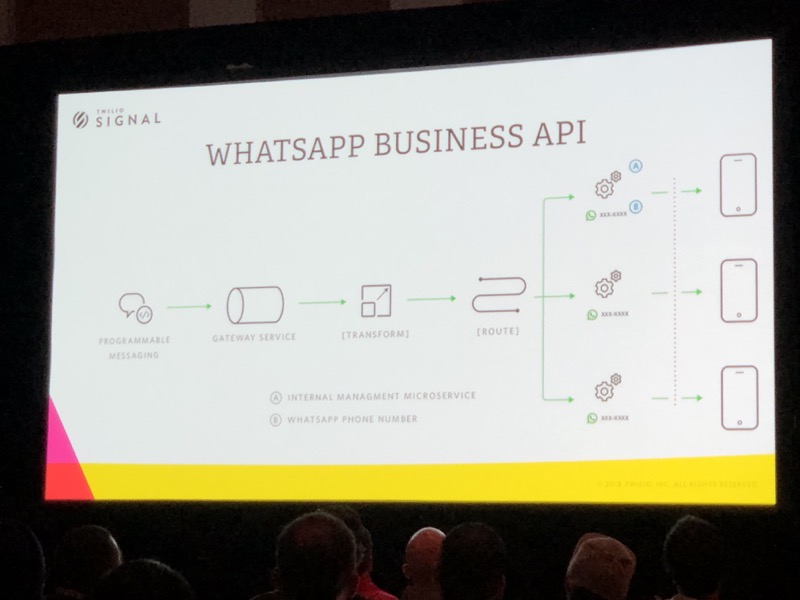 TWILIO
SIGNAL
WHATSAPP BUSINESS API
A
XXX-XXXX
B
PROGRAMMABLE
MESSAGING
GATEWAY SERVICE
[TRANSFORM]
[ROUTE]
XXX-XXXX
A INTERNAL MANAGMENT MICROSERVICE
B WHATSAPP PHONE NUMBER
XXX-XXXX
© 2018 TWILIO, INC. ALL RIGHTS RESERVED.